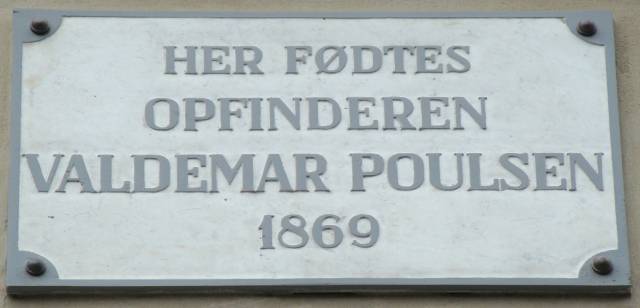 HER FØDTES
OPFINDEREN
VALDEMAR POULSEN
1869